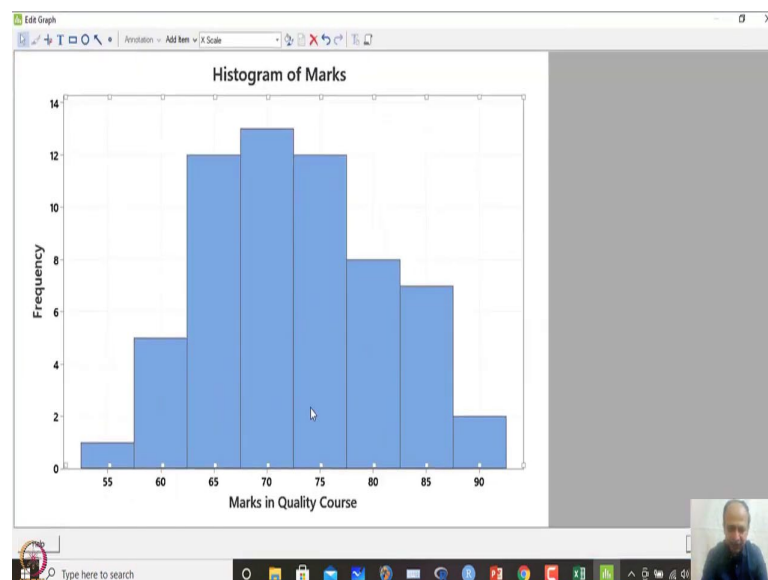 Edit Graph
T Annotation Add Item X Scale
Histogram of Marks
14
12
10
8
6
4
2
0
Frequency
55 60 65 70 75 80 85 90
Marks in Quality Course
Help
Type here to search